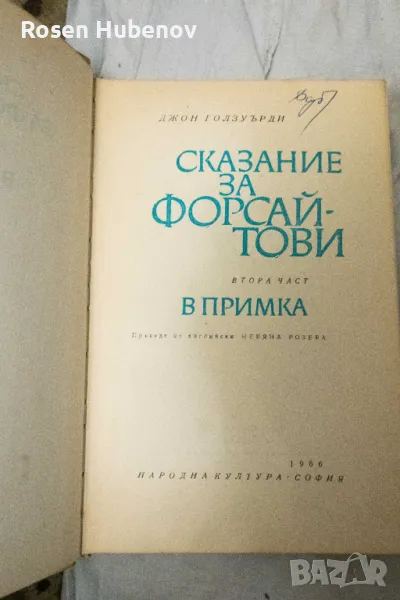 Rosen Hubenov
ДЖОН ГОЛЗУЪРДИ
СКАЗАНИЕ
ЗА
ФОРСАЙ-
ТОВИ
ВТОРА ЧАСТ
В ПРИМКА
Преведе от английски НЕВЯНА РОЗЕВА
1966
НАРОДНА КУЛТУРА · СОФИЯ
BAZAR